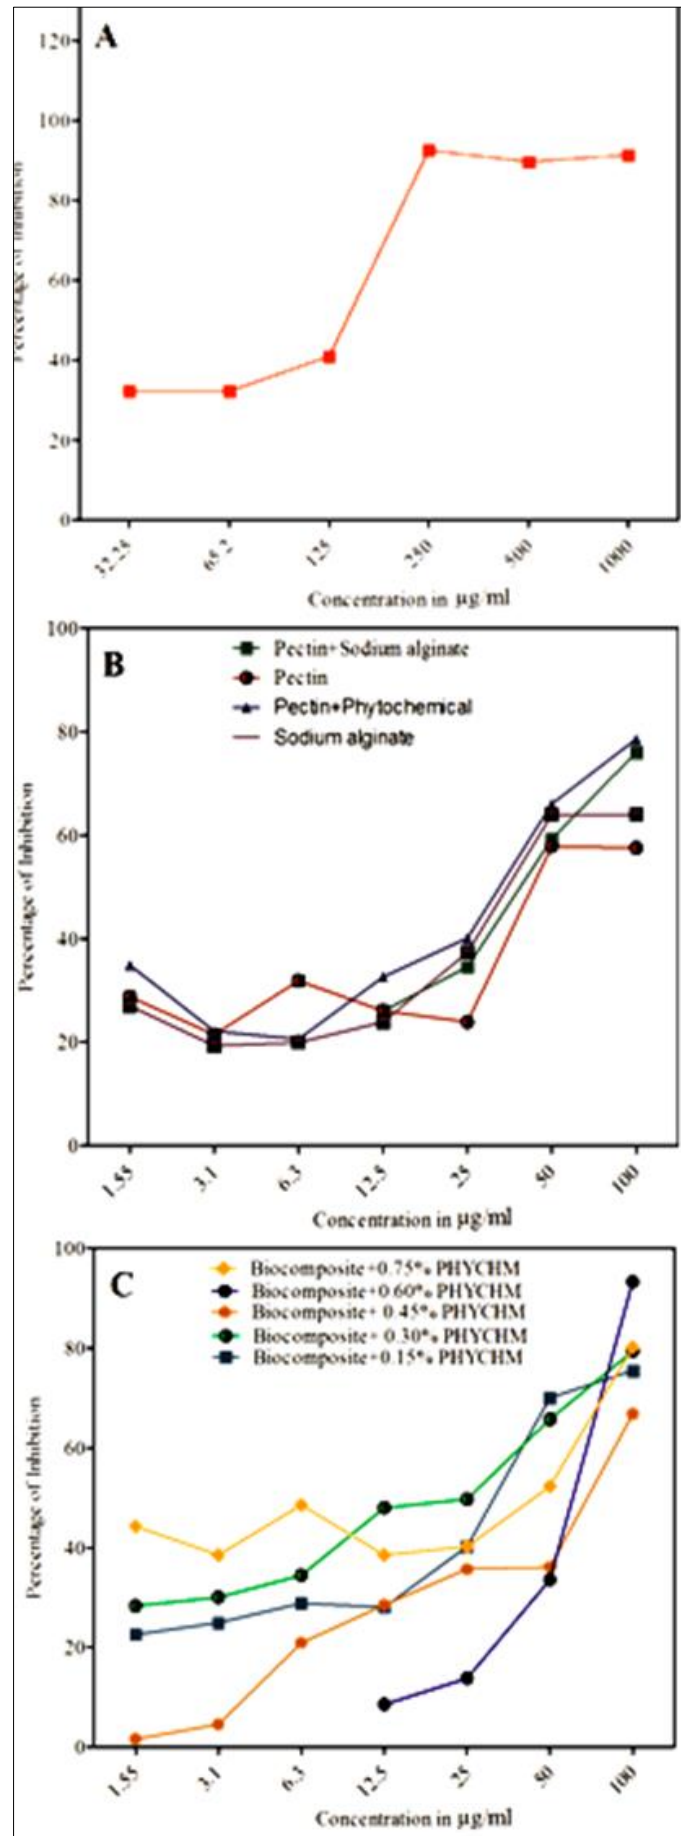 A
120
100
80
60
40
20
0
Percentage of Inhibition
32.25 65.2 125 250 500 1000
Concentration in µg/ml
B
100
80
60
40
20
0
Percentage of Inhibition
Pectin+Sodium alginate
Pectin
Pectin+Phytochemical
Sodium alginate
1.55 3.1 6.3 12.5 25 50 100
Concentration in µg/ml
C
100
80
60
40
20
0
Percentage of Inhibition
Biocomposite+0.75% PHYCHM
Biocomposite+0.60% PHYCHM
Biocomposite+ 0.45% PHYCHM
Biocomposite+ 0.30% PHYCHM
Biocomposite+0.15% PHYCHM
1.55 3.1 6.3 12.5 25 50 100
Concentration in µg/ml